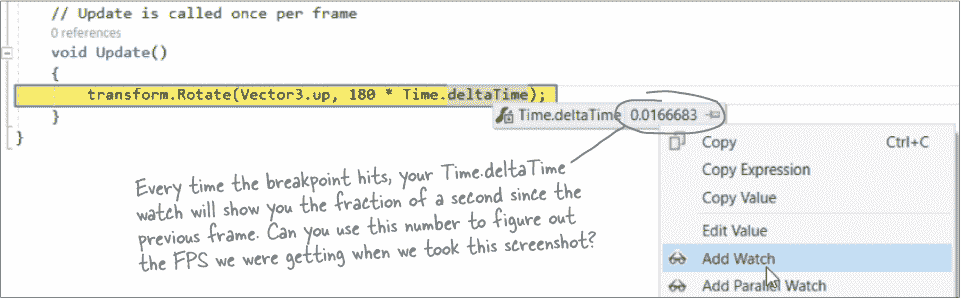 // Update is called once per frame
0 references
void Update()
{
transform.Rotate(Vector3.up, 180 * Time.deltaTime);
}
}
Time.deltaTime 0.0166683
Copy Ctrl+C
Copy Expression
Copy Value
Edit Value
Add Watch
Add Parallel Watch
Every time the breakpoint hits, your Time.deltaTime
watch will show you the fraction of a second since the
previous frame. Can you use this number to figure out
the FPS we were getting when we took this screenshot?